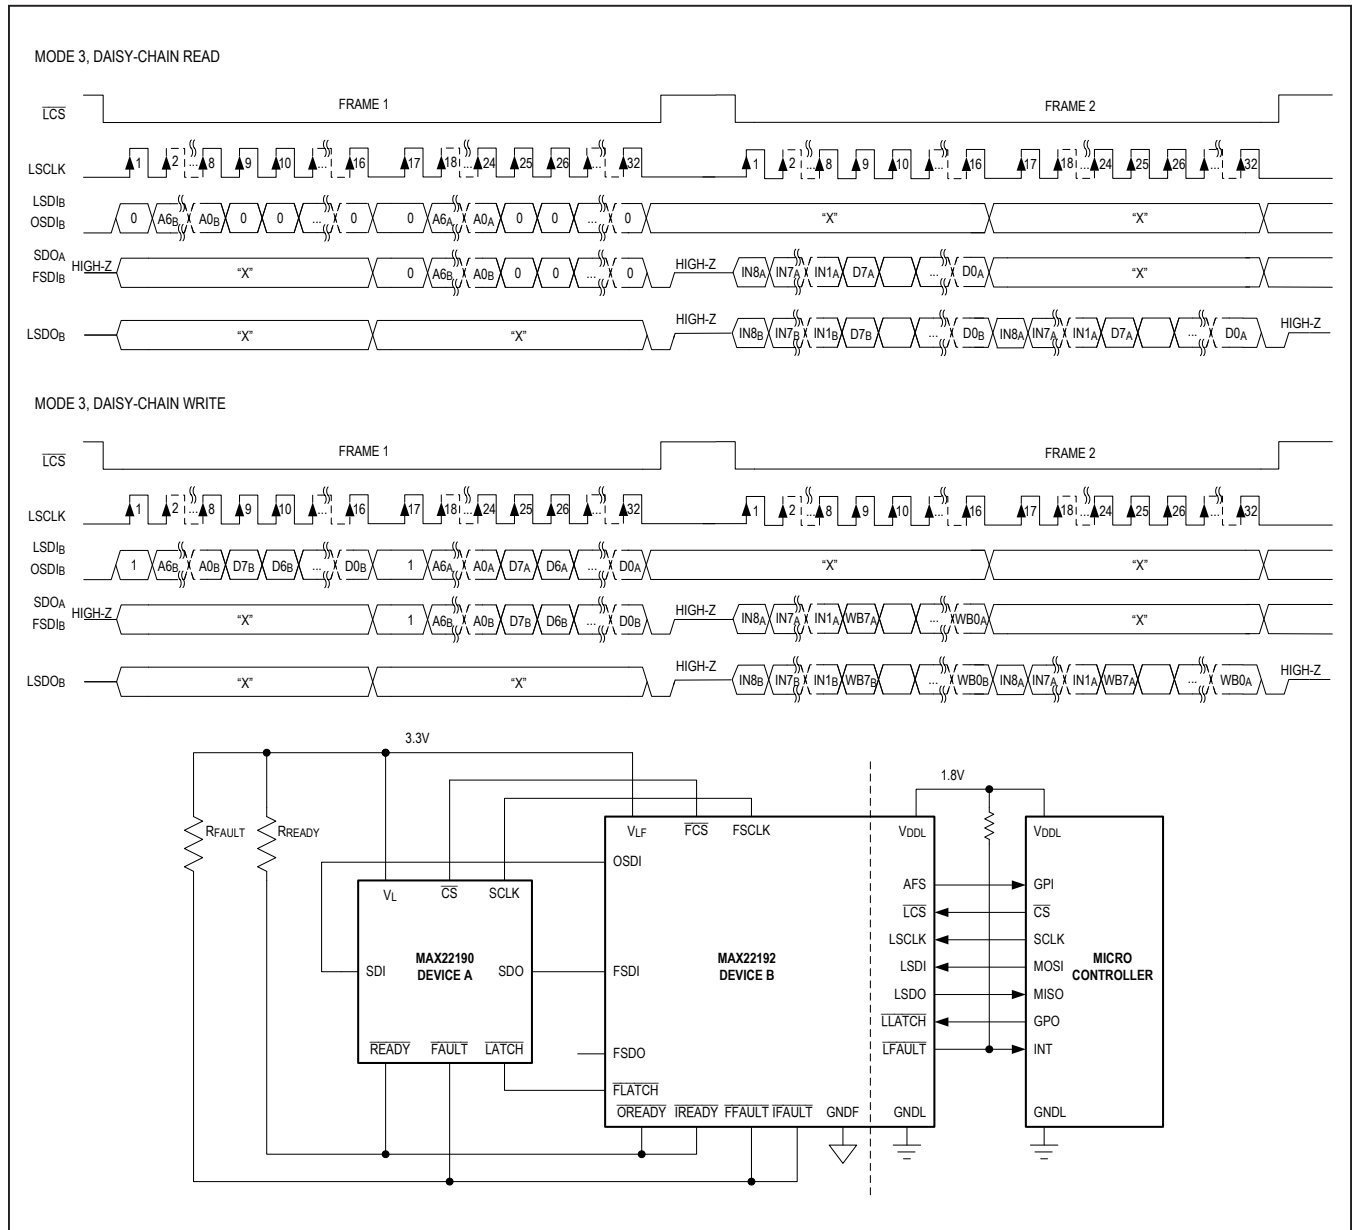 MODE 3, DAISY-CHAIN READ
LCS FRAME 1 FRAME 2
LSCLK 1 2 ... 8 9 10 ... 16 17 18 ... 24 25 26 ... 32 1 2 ... 8 9 10 ... 16 17 18 ... 24 25 26 ... 32
LSDIB
OSDIB 0 A6B A0B 0 0 ... 0 0 A6A A0A 0 0 ... 0 “X” “X”
SDOA
FSDIB HIGH-Z “X” 0 A6B A0B 0 0 ... 0 HIGH-Z IN8A IN7A IN1A D7A ... D0A “X”
LSDOB “X” “X” HIGH-Z IN8B IN7B IN1B D7B ... D0B IN8A IN7A IN1A D7A ... D0A HIGH-Z
MODE 3, DAISY-CHAIN WRITE
LCS FRAME 1 FRAME 2
LSCLK 1 2 ... 8 9 10 ... 16 17 18 ... 24 25 26 ... 32 1 2 ... 8 9 10 ... 16 17 18 ... 24 25 26 ... 32
LSDIB
OSDIB 1 A6B A0B D7B D6B ... D0B 1 A6A A0A D7A D6A ... D0A “X” “X”
SDOA
FSDIB HIGH-Z “X” 1 A6B A0B D7B D6B ... D0B HIGH-Z IN8A IN7A IN1A WB7A ... WB0A “X”
LSDOB “X” “X” HIGH-Z IN8B IN7B IN1B WB7B ... WB0B IN8A IN7A IN1A WB7A ... WB0A HIGH-Z
3.3V 1.8V
RFAULT RREADY
VLF FCS FSCLK VDDL VDDL
OSDI
VL CS SCLK AFS GPI
LCS CS
LSCLK SCLK
MAX22190
DEVICE A
MAX22192
DEVICE B
MICRO
CONTROLLER
SDI SDO FSDI LSDI MOSI
LSDO MISO
LLATCH GPO
READY FAULT LATCH FSDO LFAULT INT
FLATCH
OREADY IREADY FFAULT IFAULT GNDF GNDL GNDL